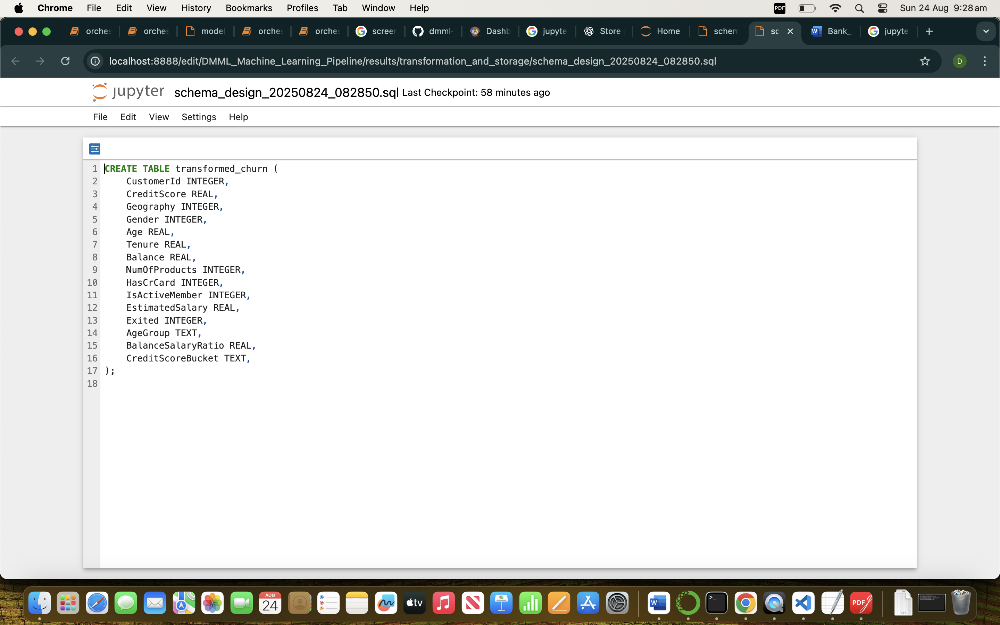 Chrome File Edit View History Bookmarks Profiles Tab Window Help PDF Sun 24 Aug 9:28 am
orches orches model orches orches screen dmml- Dashb jupyte Store Home schem sc Bank_ jupyte
localhost:8888/edit/DMML_Machine_Learning_Pipeline/results/transformation_and_storage/schema_design_20250824_082850.sql D
jupyter schema_design_20250824_082850.sql Last Checkpoint: 58 minutes ago
File Edit View Settings Help
1 CREATE TABLE transformed_churn (
2 CustomerId INTEGER,
3 CreditScore REAL,
4 Geography INTEGER,
5 Gender INTEGER,
6 Age REAL,
7 Tenure REAL,
8 Balance REAL,
9 NumOfProducts INTEGER,
10 HasCrCard INTEGER,
11 IsActiveMember INTEGER,
12 EstimatedSalary REAL,
13 Exited INTEGER,
14 AgeGroup TEXT,
15 BalanceSalaryRatio REAL,
16 CreditScoreBucket TEXT,
17 );
18
AUG
24
tv
W
PDF
CSV